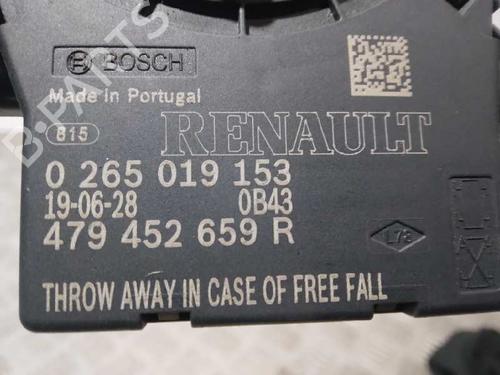 BOSCH
Made in Portugal
815
RENAULT
0 265 019 153
19-06-28 0B43
479 452 659 R
THROW AWAY IN CASE OF FREE FALL
B-PARTS